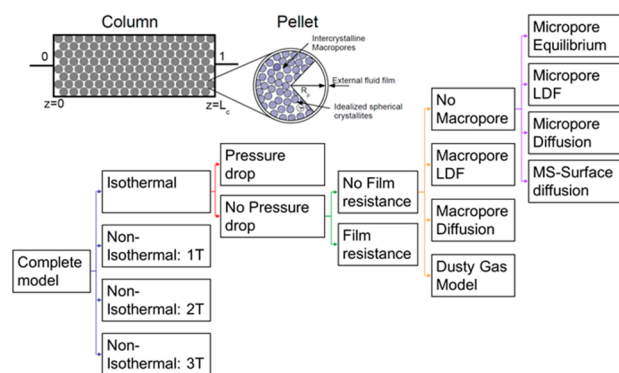 Column
Pellet
0
1
z=0
z=Lc
Intercrystalline
Macropores
External fluid film
Idealized spherical
crystallites
Complete
model
Isothermal
Non-
Isothermal: 1T
Non-
Isothermal: 2T
Non-
Isothermal: 3T
Pressure
drop
No Pressure
drop
No Film
resistance
Film
resistance
No
Macropore
Macropore
LDF
Macropore
Diffusion
Dusty Gas
Model
Micropore
Equilibrium
Micropore
LDF
Micropore
Diffusion
MS-Surface
diffusion